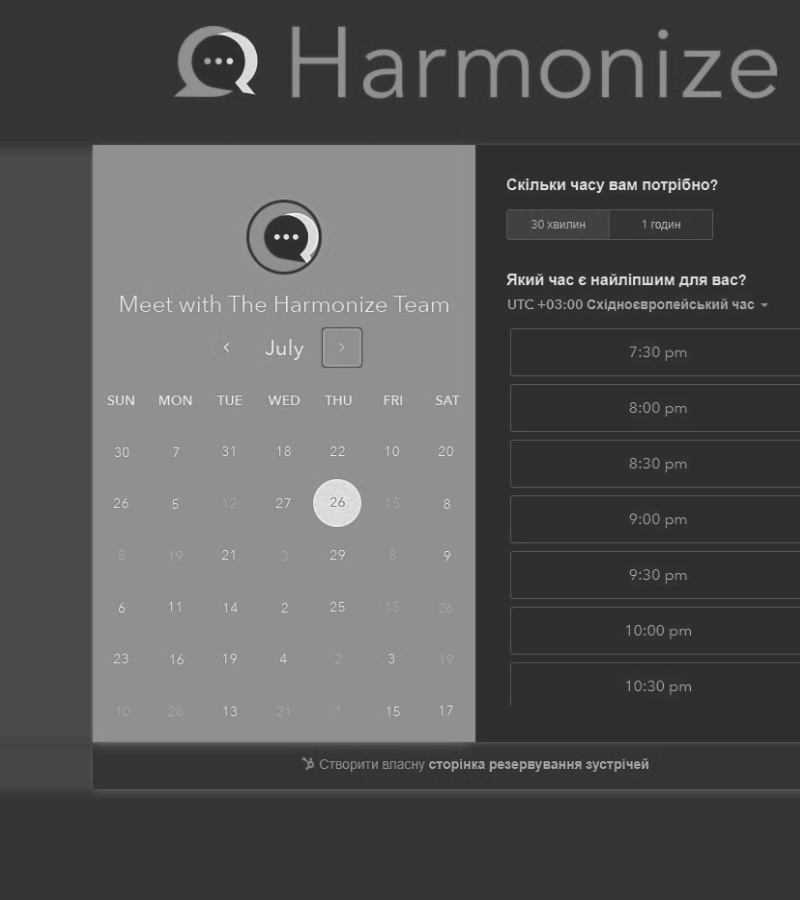 Harmonize
Meet with The Harmonize Team
July
SUN MON TUE WED THU FRI SAT
30 7 31 18 22 10 20
26 5 12 27 26 15 8
8 19 21 3 29 8 9
6 11 14 2 25 15 26
23 16 19 4 2 3 19
10 28 13 21 1 15 17
Скільки часу вам потрібно?
30 хвилин 1 годин
Який час є найліпшим для вас?
UTC +03:00 Східноєвропейський час
7:30 pm
8:00 pm
8:30 pm
9:00 pm
9:30 pm
10:00 pm
10:30 pm
Створити власну сторінка резервування зустрічей